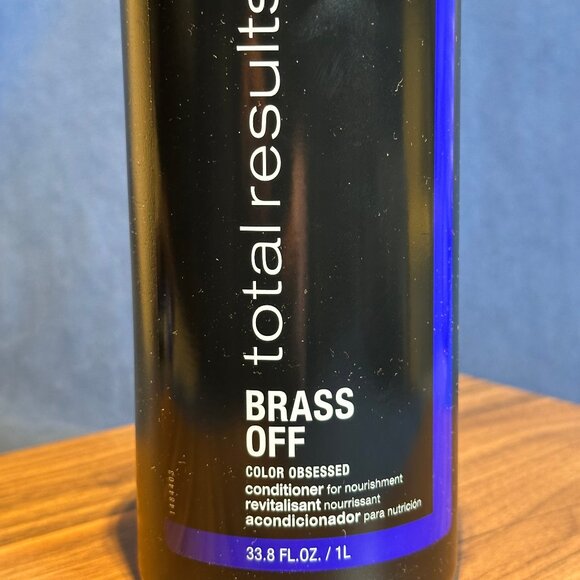 total results
BRASS
OFF
COLOR OBSESSED
conditioner for nourishment
revitalisant nourrissant
acondicionador para nutrición
33.8 FL.OZ. / 1L
1484403